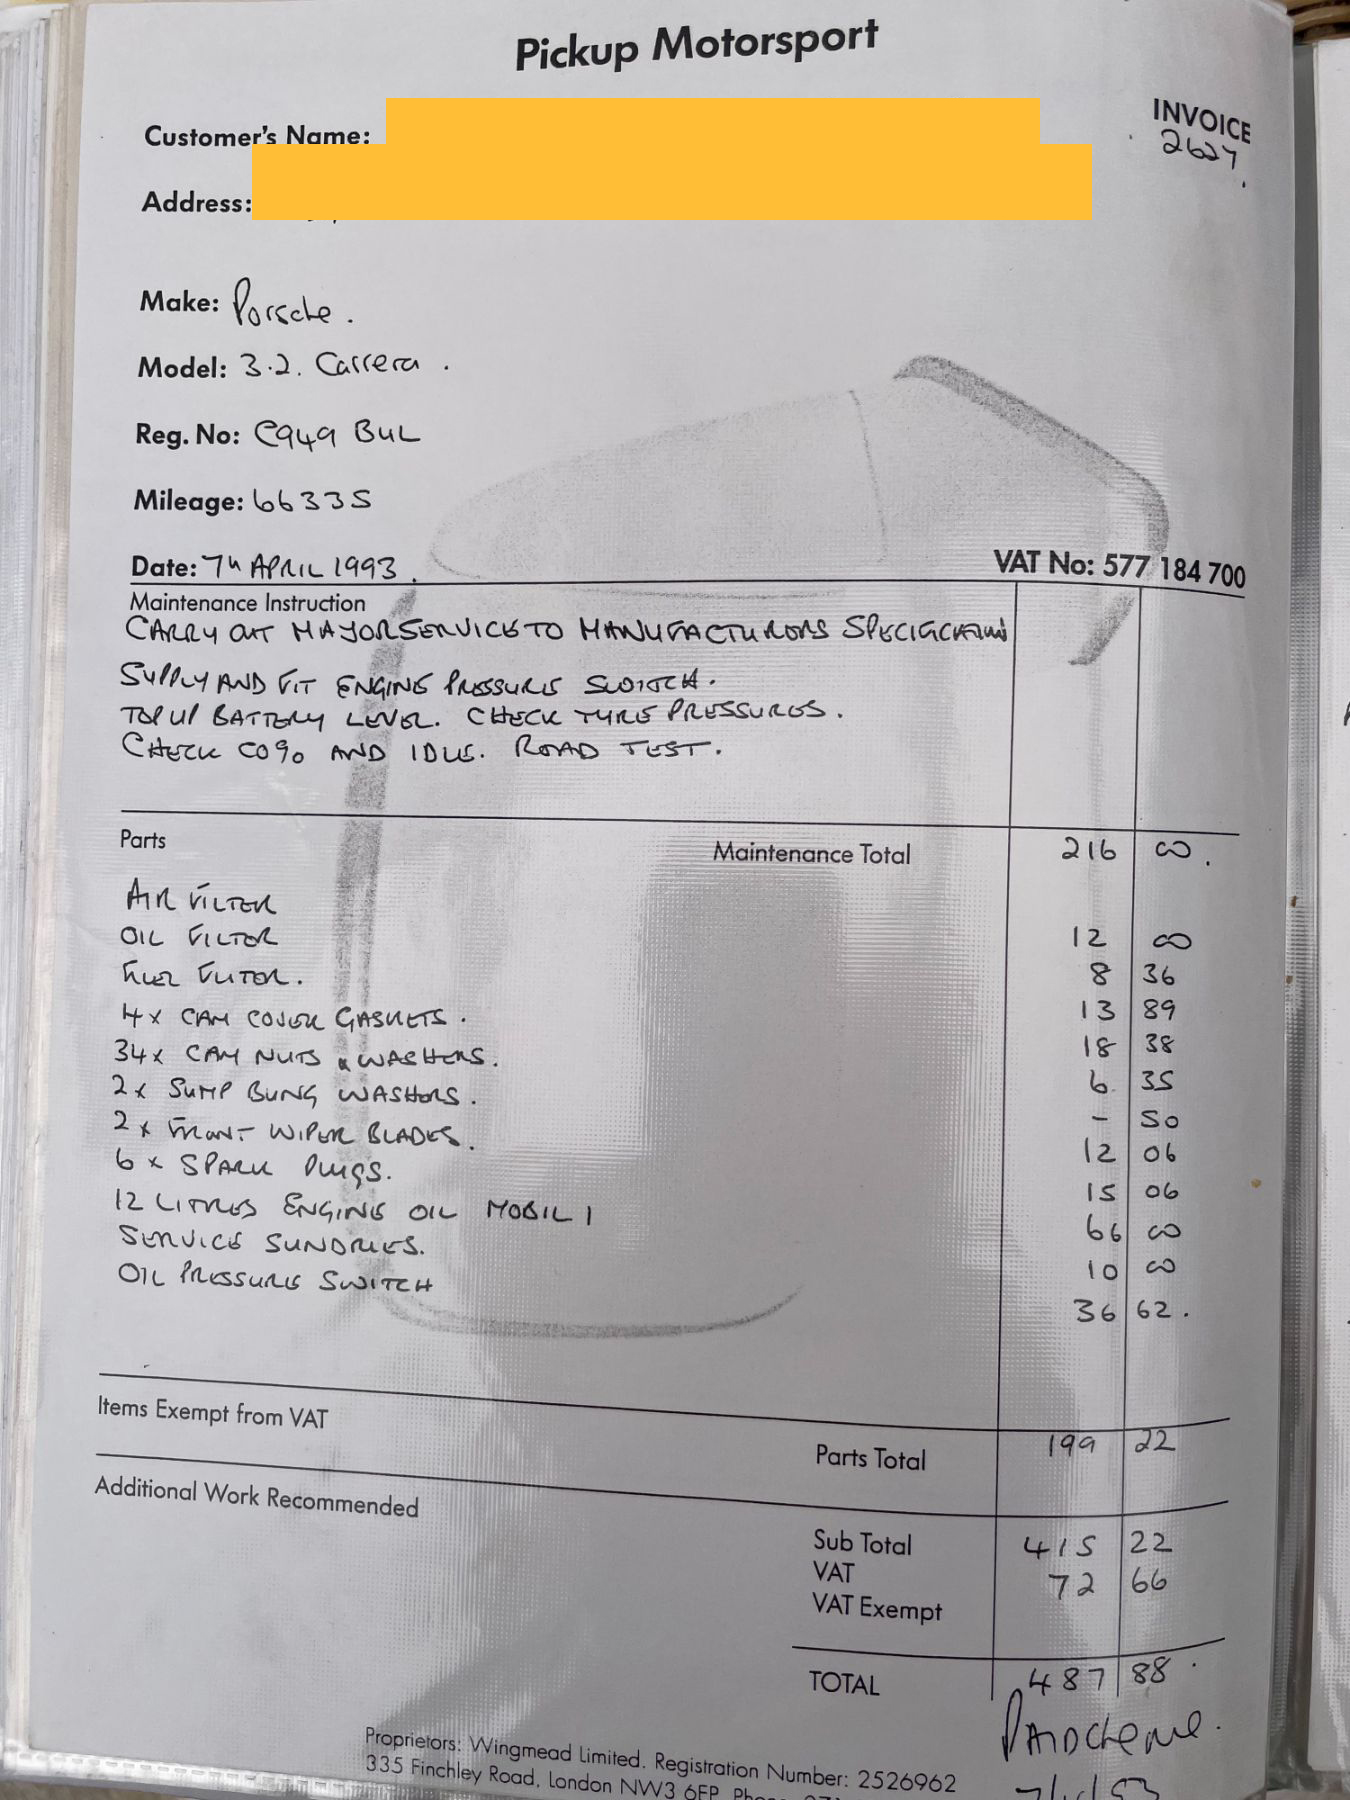 Pickup Motorsport
INVOICE
2627.
Customer's Name:
Address:
Make: Porsche.
Model: 3.2. Carrera.
Reg. No: C949 BUL
Mileage: 66335
Date: 7th APRIL 1993.
VAT No: 577 184 700
Maintenance Instruction
CARRY OUT MAJOR SERVICE TO MANUFACTURERS
SUPPLY AND FIT ENGINE PRESSURE SWITCH.
TOP UP BATTERY LEVEL. CHECK TYRE PRESSURES.
CHECK CO% AND IDLE. ROAD TEST.
Parts
Maintenance Total 216 00.
AIR FILTER 12 00
OIL FILTER 8 36
FUEL FILTER. 13 89
4x CAM COVER GASKETS. 18 38
34x CAM NUTS & WASHERS. 6. 35
2x SUMP BUNG WASHERS. - 50
2x FRONT WIPER BLADES. 12 06
6x SPARK PLUGS. 15 06
12 LITRES ENGINE OIL MOBIL 1 66 00
SERVICE SUNDRIES. 10 00
OIL PRESSURE SWITCH 36 62.
Items Exempt from VAT
Parts Total 199 22
Additional Work Recommended
Sub Total 415 22
VAT 72 66
VAT Exempt
TOTAL 487 88.
Proprietors: Wingmead Limited. Registration Number: 2526962
335 Finchley Road, London NW3 6EP